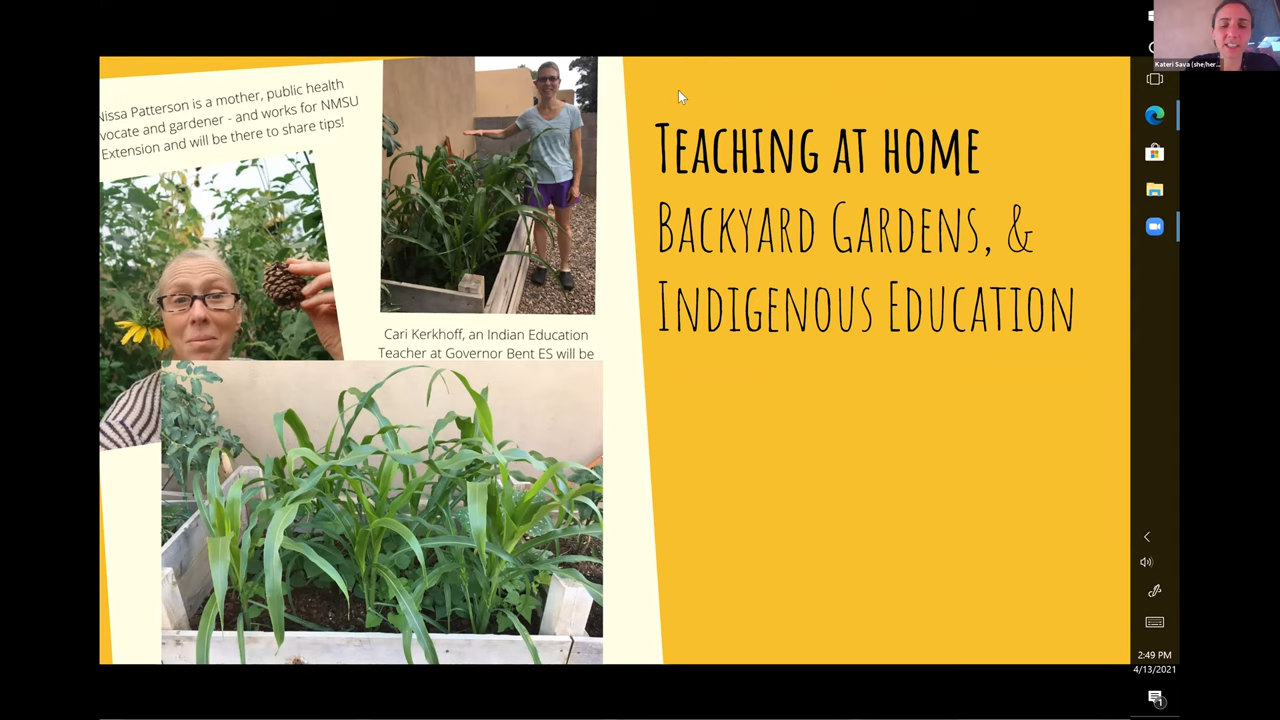 Nissa Patterson is a mother, public health
vocate and gardener - and works for NMSU
Extension and will be there to share tips!
Cari Kerkhoff, an Indian Education
Teacher at Governor Bent ES will be
TEACHING AT HOME
BACKYARD GARDENS, &
INDIGENOUS EDUCATION
Kateri Sava (she/her...
2:49 PM
4/13/2021
1